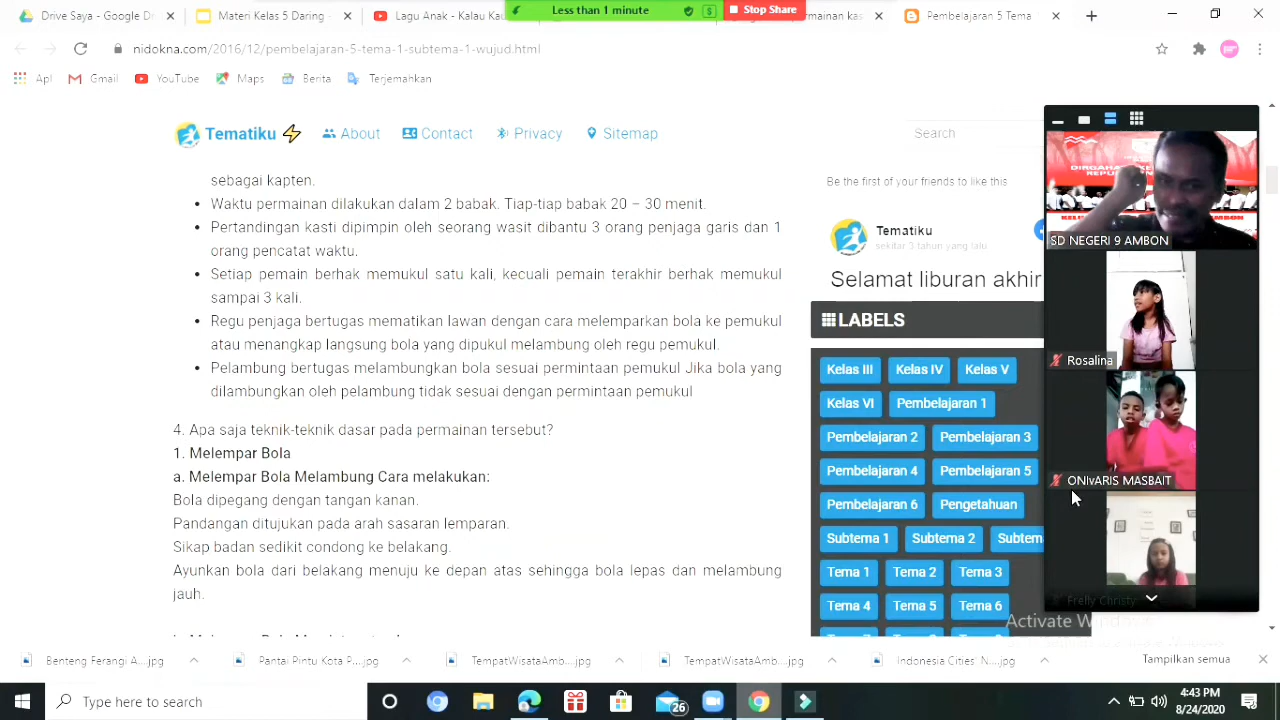 Drive Saya - Google D
Materi Kelas 5 Daring -
Lagu Anak - Kalau Kau
Less than 1 minute
Stop Share
ermainan kas
Pembelajaran 5 Tema
nidokna.com/2016/12/pembelajaran-5-tema-1-subtema-1-wujud.html
Apl
Gmail
YouTube
Maps
Berita
Terjemahkan
Tematiku
About
Contact
Privacy
Sitemap
Search
sebagai kapten.
• Waktu permainan dilakukan dalam 2 babak. Tiap-tiap babak 20 – 30 menit.
• Pertandingan kasti dipimpin oleh seorang wasit dibantu 3 orang penjaga garis dan 1
orang pencatat waktu.
• Setiap pemain berhak memukul satu kali, kecuali pemain terakhir berhak memukul
sampai 3 kali.
• Regu penjaga bertugas mematikan lawan dengan cara melemparkan bola ke pemukul
atau menangkap langsung bola yang dipukul melambung oleh regu pemukul.
• Pelambung bertugas melambungkan bola sesuai permintaan pemukul Jika bola yang
dilambungkan oleh pelambung tidak sesuai dengan permintaan pemukul
4. Apa saja teknik-teknik dasar pada permainan tersebut?
1. Melempar Bola
a. Melempar Bola Melambung Cara melakukan:
Bola dipegang dengan tangan kanan.
Pandangan ditujukan pada arah sasaran lemparan.
Sikap badan sedikit condong ke belakang.
Ayunkan bola dari belakang menuju ke depan atas sehingga bola lepas dan melambung
jauh.
Be the first of your friends to like this
Tematiku
sekitar 3 tahun yang lalu
Selamat liburan akhir
LABELS
Kelas III Kelas IV Kelas V
Kelas VI Pembelajaran 1
Pembelajaran 2 Pembelajaran 3
Pembelajaran 4 Pembelajaran 5
Pembelajaran 6 Pengetahuan
Subtema 1 Subtema 2 Subtem
Tema 1 Tema 2 Tema 3
Tema 4 Tema 5 Tema 6
SD NEGERI 9 AMBON
Rosalina
ONIvARIS MASBAIT
Frelly Christy
Activate W
Benteng Ferangi A....jpg
Pantai Pintu Kota P....jpg
TempatWisataAmb....jpg
TempatWisataAmb....jpg
Indonesia Cities' N....jpg
Tampilkan semua
Type here to search
26
4:43 PM
8/24/2020